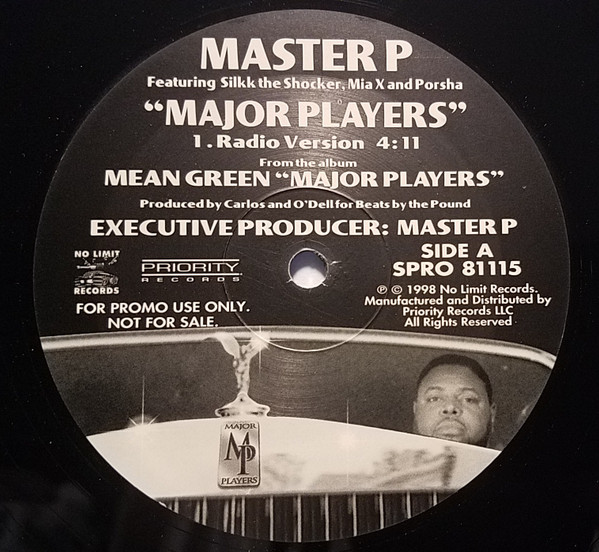 MASTER P
Featuring Silkk the Shocker, Mia X and Porsha
“MAJOR PLAYERS”
1. Radio Version 4:11
From the album
MEAN GREEN “MAJOR PLAYERS”
Produced by Carlos and O'Dell for Beats by the Pound
EXECUTIVE PRODUCER: MASTER P
NO LIMIT
RECORDS
PRIORITY
RECORDS
FOR PROMO USE ONLY.
NOT FOR SALE.
SIDE A
SPRO 81115
℗ © 1998 No Limit Records.
Manufactured and Distributed by
Priority Records LLC
All Rights Reserved
MAJOR
MP
PLAYERS